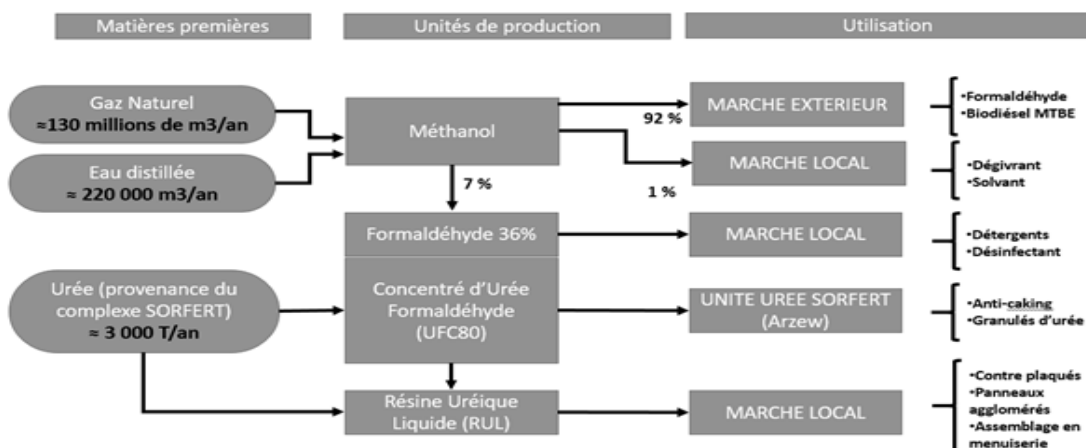 Matières premières
Unités de production
Utilisation
Gaz Naturel
≈130 millions de m3/an
Eau distillée
≈ 220 000 m3/an
Méthanol
92 %
MARCHE EXTERIEUR
•Formaldéhyde
•Biodiésel MTBE
1 %
MARCHE LOCAL
•Dégivrant
•Solvant
7 %
Formaldéhyde 36%
MARCHE LOCAL
•Détergents
•Désinfectant
Urée (provenance du
complexe SORFERT)
≈ 3 000 T/an
Concentré d'Urée
Formaldéhyde
(UFC80)
UNITE UREE SORFERT
(Arzew)
•Anti-caking
•Granulés d'urée
Résine Uréique
Liquide (RUL)
MARCHE LOCAL
•Contre plaqués
•Panneaux
agglomérés
•Assemblage en
menuiserie